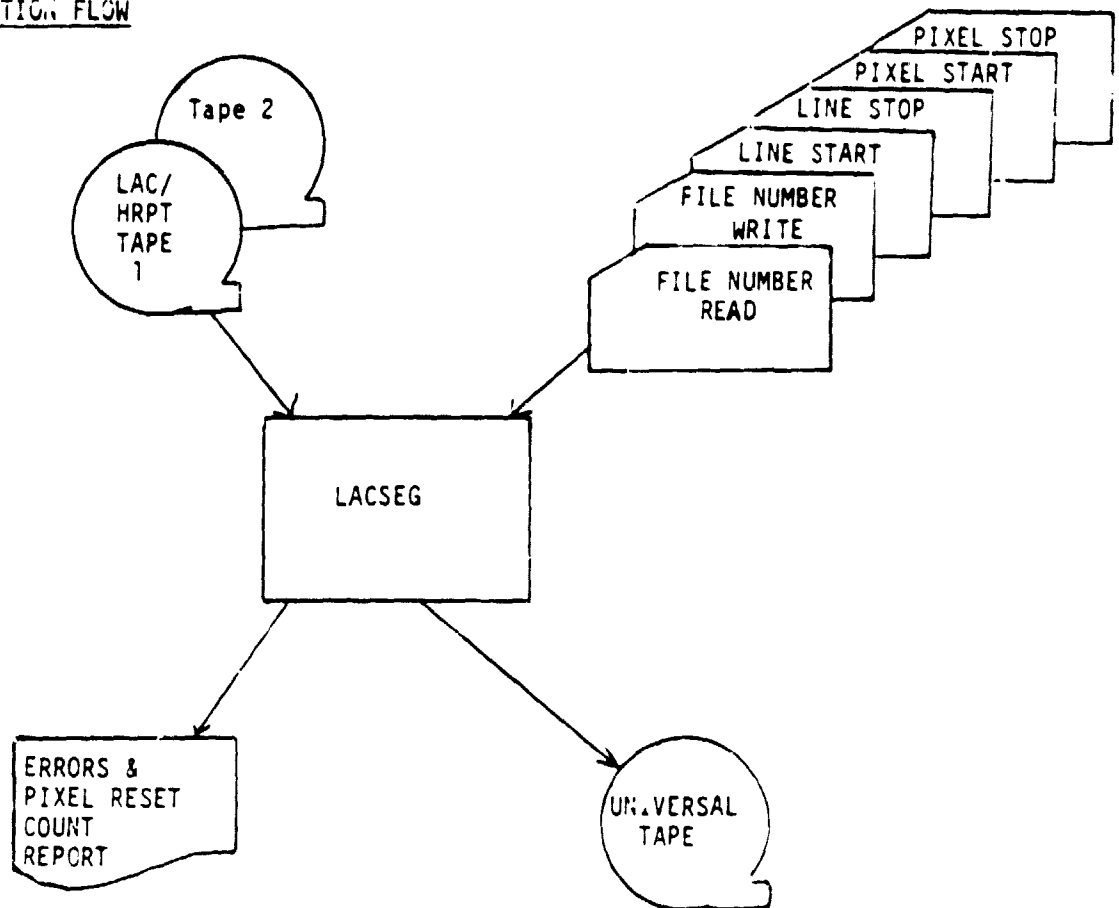 FLOW
Tape 2
LAC/
HRPT
TAPE
1
PIXEL STOP
PIXEL START
LINE STOP
LINE START
FILE NUMBER
WRITE
FILE NUMBER
READ
LACSEG
ERRORS &
PIXEL RESET
COUNT
REPORT
UNIVERSAL
TAPE